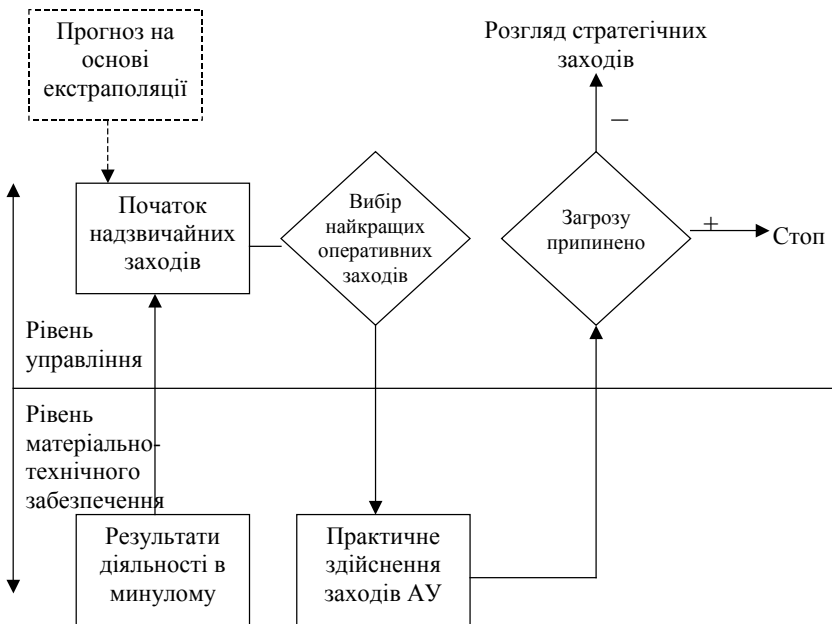 Прогноз на
основі
екстраполяції
Розгляд стратегічних
заходів
—
Початок
надзвичайних
заходів
Вибір
найкращих
оперативних
заходів
Загрозу
припинено
+
Стоп
Рівень
управління
Рівень
матеріально-
технічного
забезпечення
Результати
діяльності в
минулому
Практичне
здійснення
заходів АУ